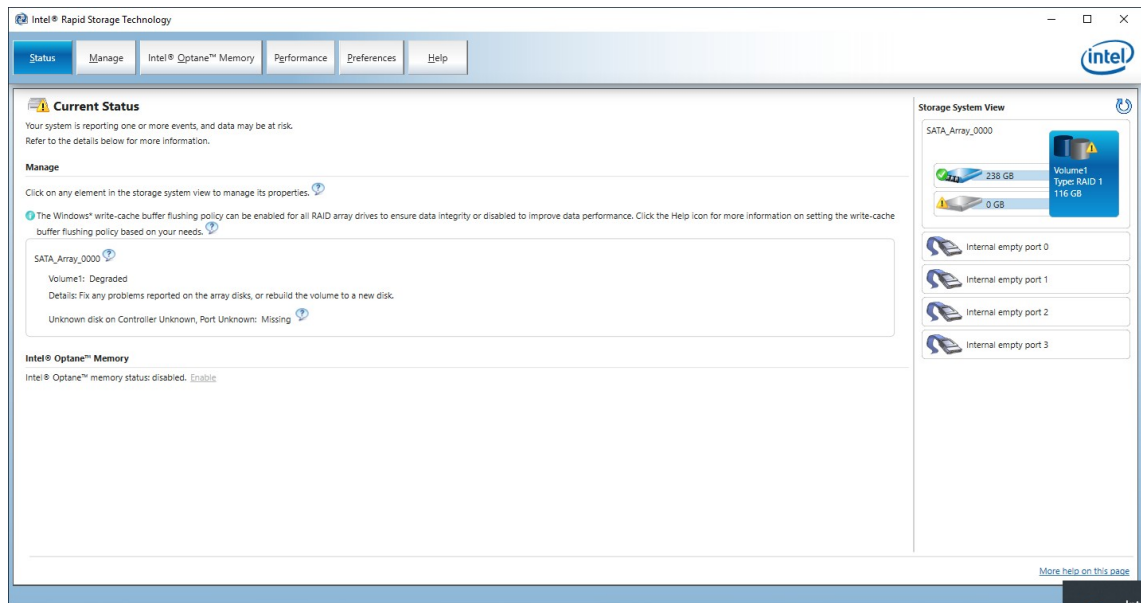 Intel® Rapid Storage Technology
Status
Manage
Intel® Optane™ Memory
Performance
Preferences
Help
intel
Current Status
Your system is reporting one or more events, and data may be at risk.
Refer to the details below for more information.
Manage
Click on any element in the storage system view to manage its properties.
The Windows* write-cache buffer flushing policy can be enabled for all RAID array drives to ensure data integrity or disabled to improve data performance. Click the Help icon for more information on setting the write-cache
buffer flushing policy based on your needs.
SATA_Array_0000
Volume1: Degraded
Details: Fix any problems reported on the array disks, or rebuild the volume to a new disk.
Unknown disk on Controller Unknown, Port Unknown: Missing
Intel® Optane™ Memory
Intel® Optane™ memory status: disabled. Enable
Storage System View
SATA_Array_0000
238 GB
0 GB
Volume1
Type: RAID 1
116 GB
Internal empty port 0
Internal empty port 1
Internal empty port 2
Internal empty port 3
More help on this page